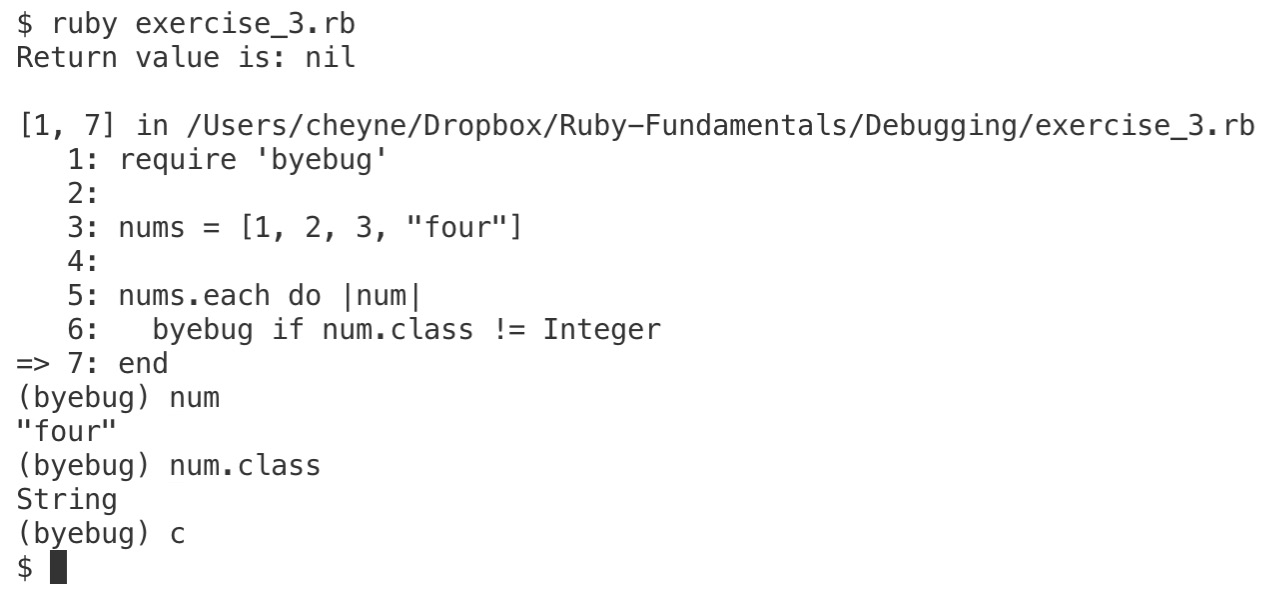 $ ruby exercise_3.rb
Return value is: nil

[1, 7] in /Users/cheyne/Dropbox/Ruby-Fundamentals/Debugging/exercise_3.rb
   1: require 'byebug'
   2:
   3: nums = [1, 2, 3, "four"]
   4:
   5: nums.each do |num|
   6:   byebug if num.class != Integer
=> 7: end
(byebug) num
"four"
(byebug) num.class
String
(byebug) c
$